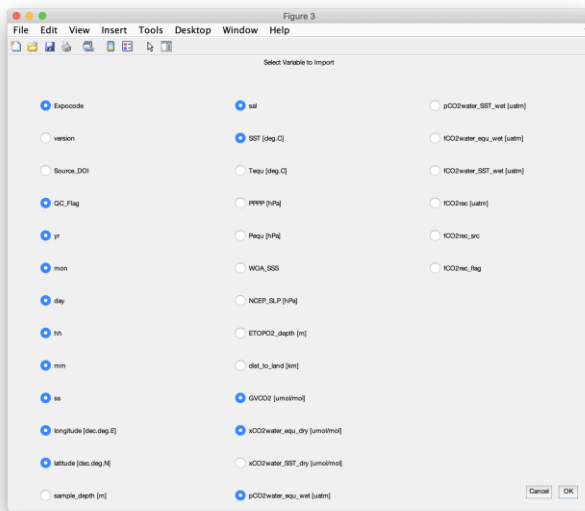 Figure 3
File Edit View Insert Tools Desktop Window Help
Select Variable to Import
Expocode
version
Source_DOI
QC_Flag
yr
mon
day
hh
mm
ss
longitude [dec.deg.E]
latitude [dec.deg.N]
sample_depth [m]
sal
SST [deg.C]
Tequ [deg.C]
PPPP [hPa]
Pequ [hPa]
WOA_SSS
NCEP_SLP [hPa]
ETOPO2_depth [m]
dist_to_land [km]
GVCO2 [umol/mol]
xCO2water_equ_dry [umol/mol]
xCO2water_SST_dry [umol/mol]
pCO2water_equ_wet [uatm]
pCO2water_SST_wet [uatm]
fCO2water_equ_wet [uatm]
fCO2water_SST_wet [uatm]
fCO2rec [uatm]
fCO2rec_src
fCO2rec_flag
Cancel OK